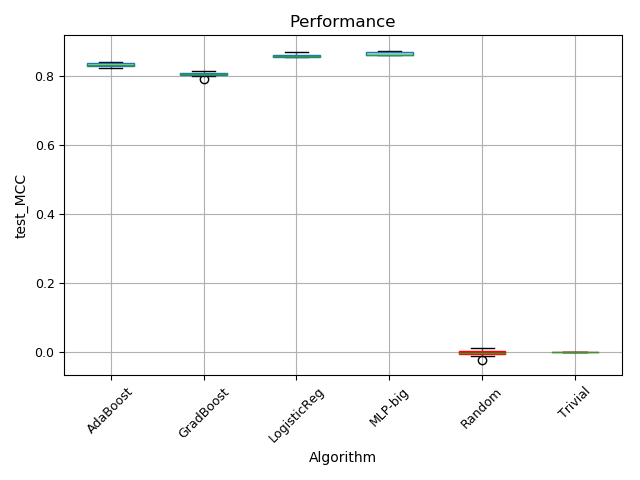 Performance
test_MCC
0.8
0.6
0.4
0.2
0.0
AdaBoost
GradBoost
LogisticReg
MLP-big
Random
Trivial
Algorithm